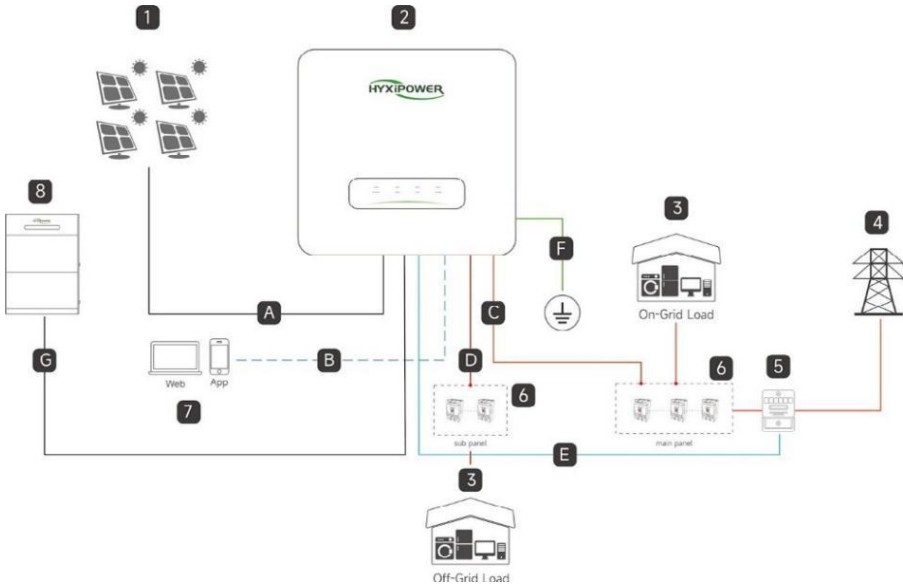 1
2
HYXiPOWER
8
3
4
F
On-Grid Load
A
C
G
B
D
Web
App
7
6
6
5
sub panel
main panel
E
3
Off-Grid Load